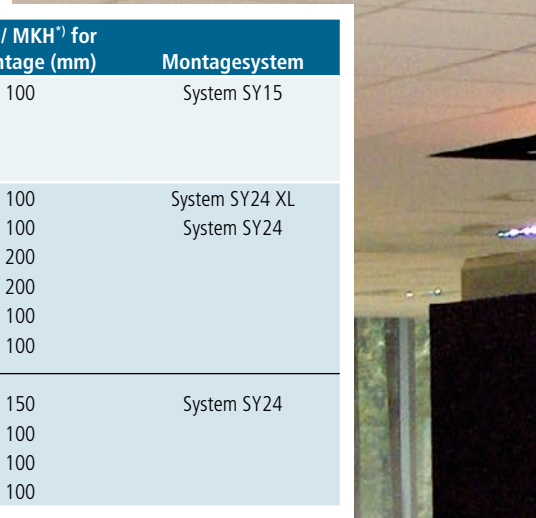 / MKH*) for
ntage (mm) Montagesystem
100 System SY15
100 System SY24 XL
100 System SY24
200
200
100
100
150 System SY24
100
100
100